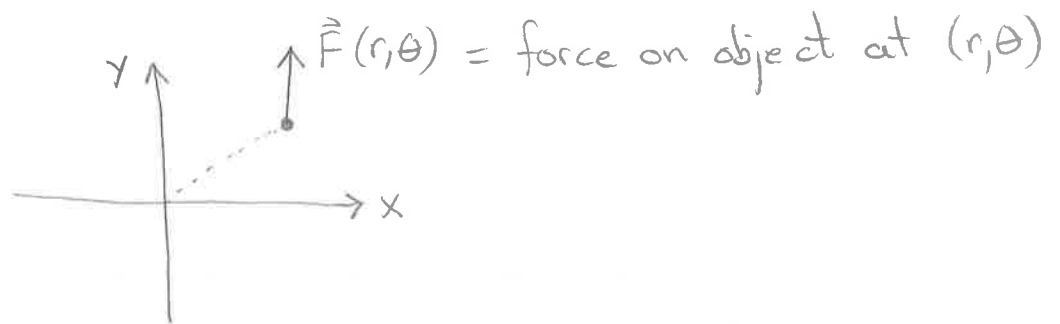 F⃗(r,θ) = force on object at (r,θ)
y
x